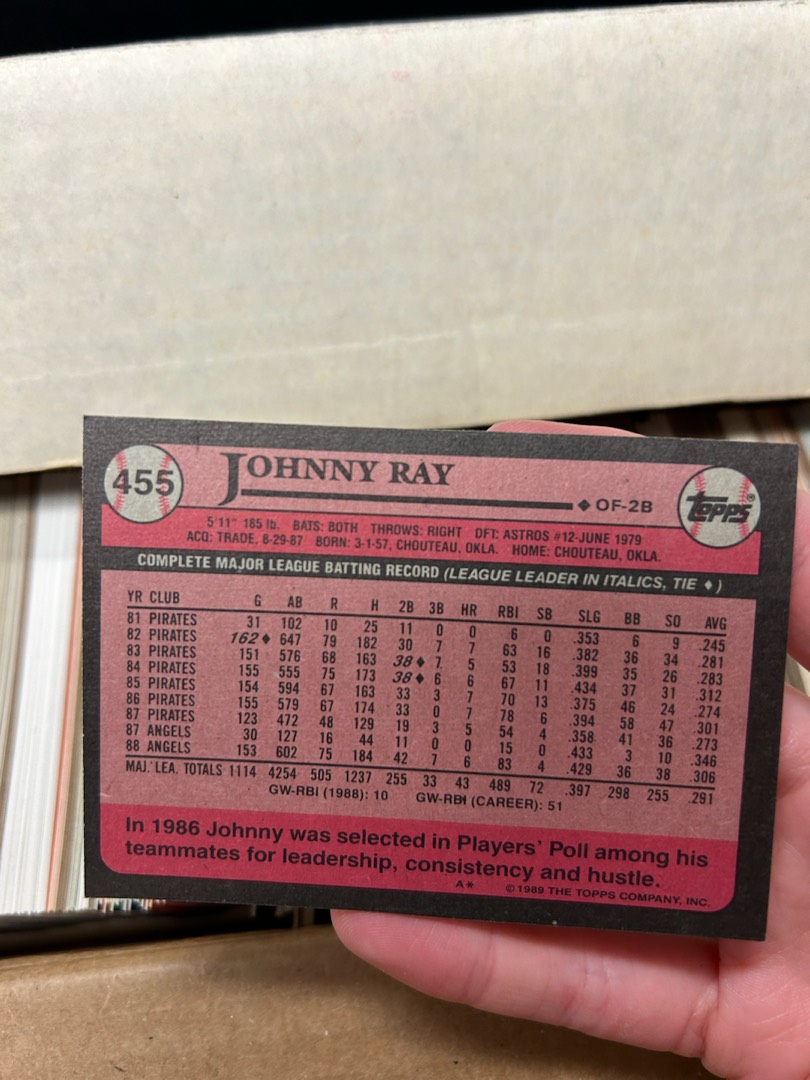 455 JOHNNY RAY ◆ OF-2B Topps®
5'11" 185 lb. BATS: BOTH THROWS: RIGHT DFT: ASTROS #12-JUNE 1979
ACQ: TRADE, 8-29-87 BORN: 3-1-57, CHOUTEAU, OKLA. HOME: CHOUTEAU, OKLA.
COMPLETE MAJOR LEAGUE BATTING RECORD (LEAGUE LEADER IN ITALICS, TIE ♦)
YR CLUB G AB R H 2B 3B HR RBI SB SLG BB SO AVG
81 PIRATES 31 102 10 25 11 0 0 6 0 .353 6 9 .245
82 PIRATES 162♦ 647 79 182 30 7 7 63 16 .382 36 34 .281
83 PIRATES 151 576 68 163 38♦ 7 5 53 18 .399 35 26 .283
84 PIRATES 155 555 75 173 38♦ 6 6 67 11 .434 37 31 .312
85 PIRATES 154 594 67 163 33 3 7 70 13 .375 46 24 .274
86 PIRATES 155 579 67 174 33 0 7 78 6 .394 58 47 .301
87 PIRATES 123 472 48 129 19 3 5 54 4 .358 41 36 .273
87 ANGELS 30 127 16 44 11 0 0 15 0 .433 3 10 .346
88 ANGELS 153 602 75 184 42 7 6 83 4 .429 36 38 .306
MAJ. LEA. TOTALS 1114 4254 505 1237 255 33 43 489 72 .397 298 255 .291
GW-RBI (1988): 10 GW-RBI (CAREER): 51
In 1986 Johnny was selected in Players' Poll among his
teammates for leadership, consistency and hustle.
A* © 1989 THE TOPPS COMPANY, INC.